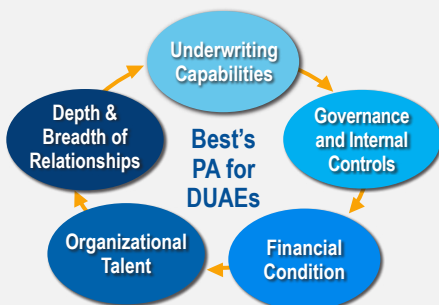 Underwriting
Capabilities
Governance
and Internal
Controls
Financial
Condition
Organizational
Talent
Depth &
Breadth of
Relationships
Best's
PA for
DUAEs